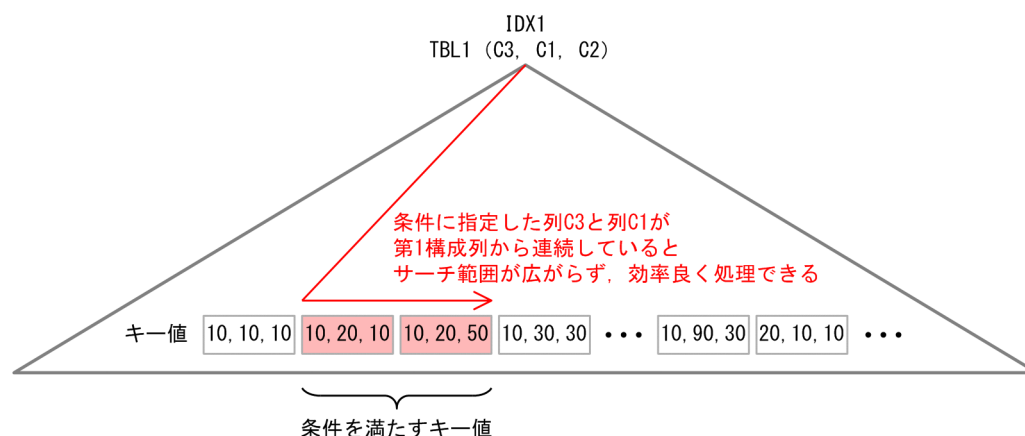 IDX1
TBL1 (C3, C1, C2)
条件に指定した列C3と列C1が
第1構成列から連続していると
サーチ範囲が広がらず，効率良く処理できる
キー値 10,10,10 10,20,10 10,20,50 10,30,30 ••• 10,90,30 20,10,10 •••
条件を満たすキー値